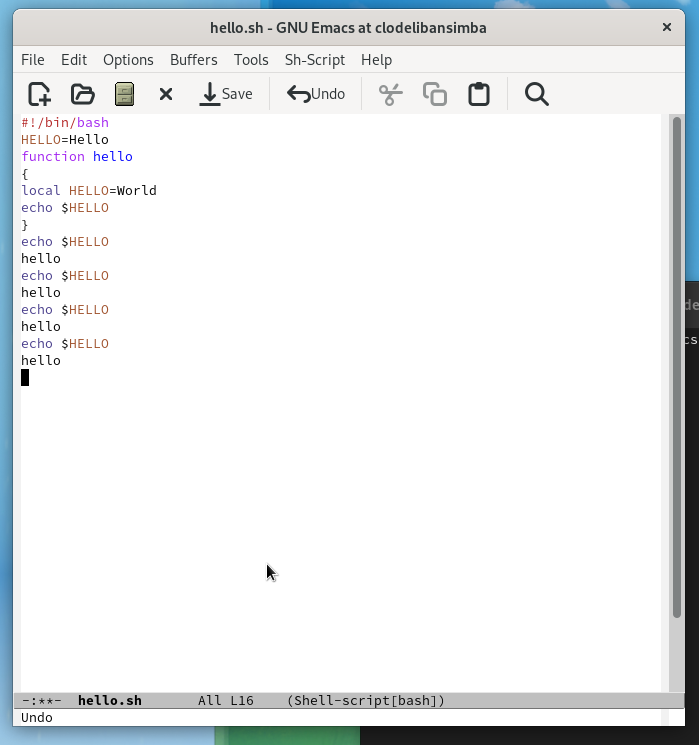 hello.sh - GNU Emacs at clodelibansimba
File Edit Options Buffers Tools Sh-Script Help
Save Undo
#!/bin/bash
HELLO=Hello
function hello
{
local HELLO=World
echo $HELLO
}
echo $HELLO
hello
echo $HELLO
hello
echo $HELLO
hello
echo $HELLO
hello
-:**- hello.sh All L16 (Shell-script[bash])
Undo
de
cs